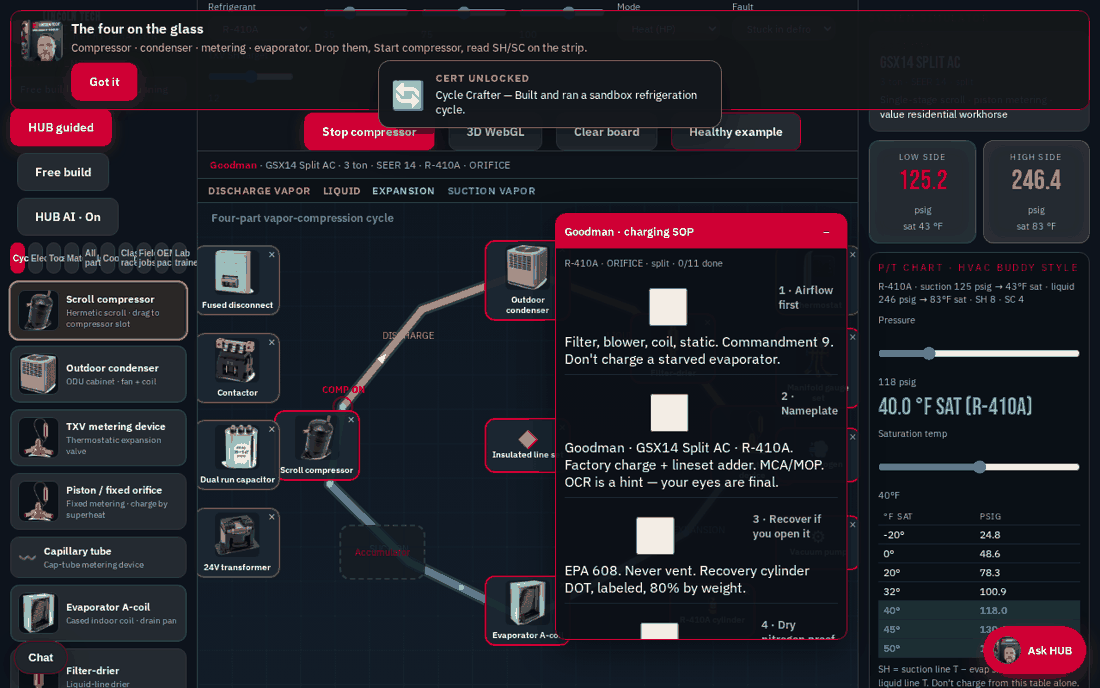 Refrigerant
Mode
Fault
The four on the glass
Compressor · condenser · metering · evaporator. Drop them, Start compressor, read SH/SC on the strip.
Got it
CERT UNLOCKED
Cycle Crafter — Built and ran a sandbox refrigeration
cycle.
GSX14 SPLIT AC
value residential workhorse
HUB guided
Free build
HUB AI · On
Stop compressor
3D WebGL
Clear board
Healthy example
Goodman · GSX14 Split AC · 3 ton · SEER 14 · R-410A · ORIFICE
DISCHARGE VAPOR
LIQUID
EXPANSION
SUCTION VAPOR
Four-part vapor-compression cycle
Scroll compressor
Hermetic scroll · drag to
compressor slot
Outdoor condenser
ODU cabinet · fan + coil
TXV metering device
Thermostatic expansion
valve
Piston / fixed orifice
Fixed metering · charge by
superheat
Capillary tube
Cap-tube metering device
Evaporator A-coil
Cased indoor coil · drain pan
Chat
Filter-drier
Liquid-line drier
Fused disconnect
Contactor
Dual run capacitor
24V transformer
Outdoor
condenser
DISCHARGE
COMP ON
Scroll compressor
Insulated line s
Accumulator
Evaporator A-co
Goodman · charging SOP
–
R-410A · ORIFICE · split · 0/11 done
1 · Airflow
first
Filter, blower, coil, static. Commandment 9.
Don't charge a starved evaporator.
2 ·
Nameplate
Goodman · GSX14 Split AC · R-410A.
Factory charge + lineset adder. MCA/MOP.
OCR is a hint — your eyes are final.
3 · Recover if
you open it
EPA 608. Never vent. Recovery cylinder
DOT, labeled, 80% by weight.
4 · Dry
nitrogen proof
LOW SIDE
125.2
psig
sat 43 °F
HIGH SIDE
246.4
psig
sat 83 °F
P/T CHART · HVAC BUDDY STYLE
R-410A · suction 125 psig → 43°F sat · liquid
246 psig → 83°F sat · SH 8 · SC 4
Pressure
118 psig
40.0 °F SAT (R-410A)
Saturation temp
40°F
°F SAT
PSIG
-20°
24.8
0°
48.6
20°
78.3
32°
100.9
40°
118.0
45°
50°
Ask HUB
SH = suction line T − evap
liquid line T. Don't charge from this table alone.